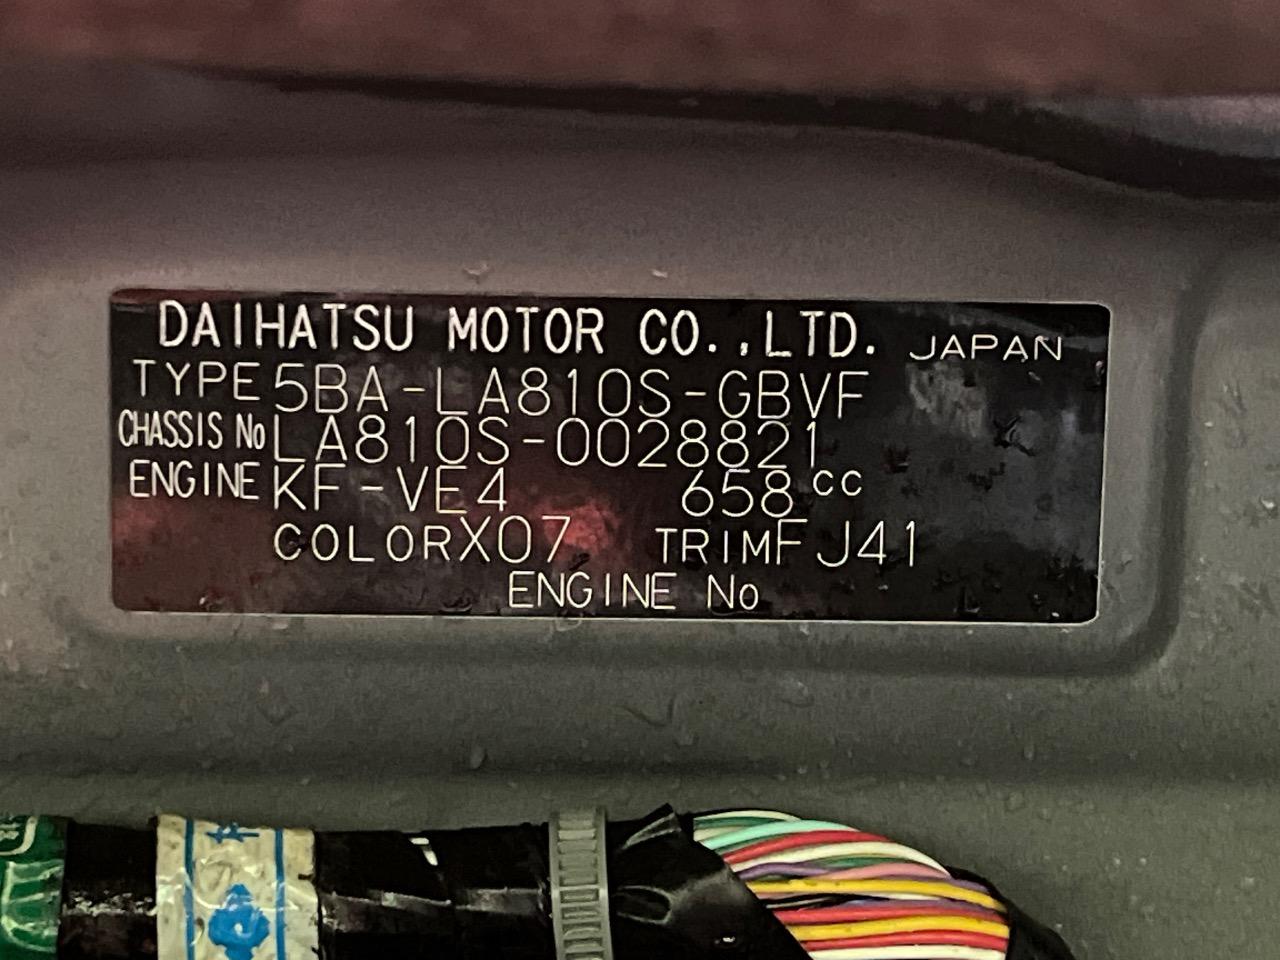 DAIHATSU MOTOR CO.,LTD. JAPAN
TYPE 5BA-LA810S-GBVF
CHASSIS No LA810S-0028821
ENGINE KF-VE4 658 cc
COLOR X07 TRIM FJ41
ENGINE No